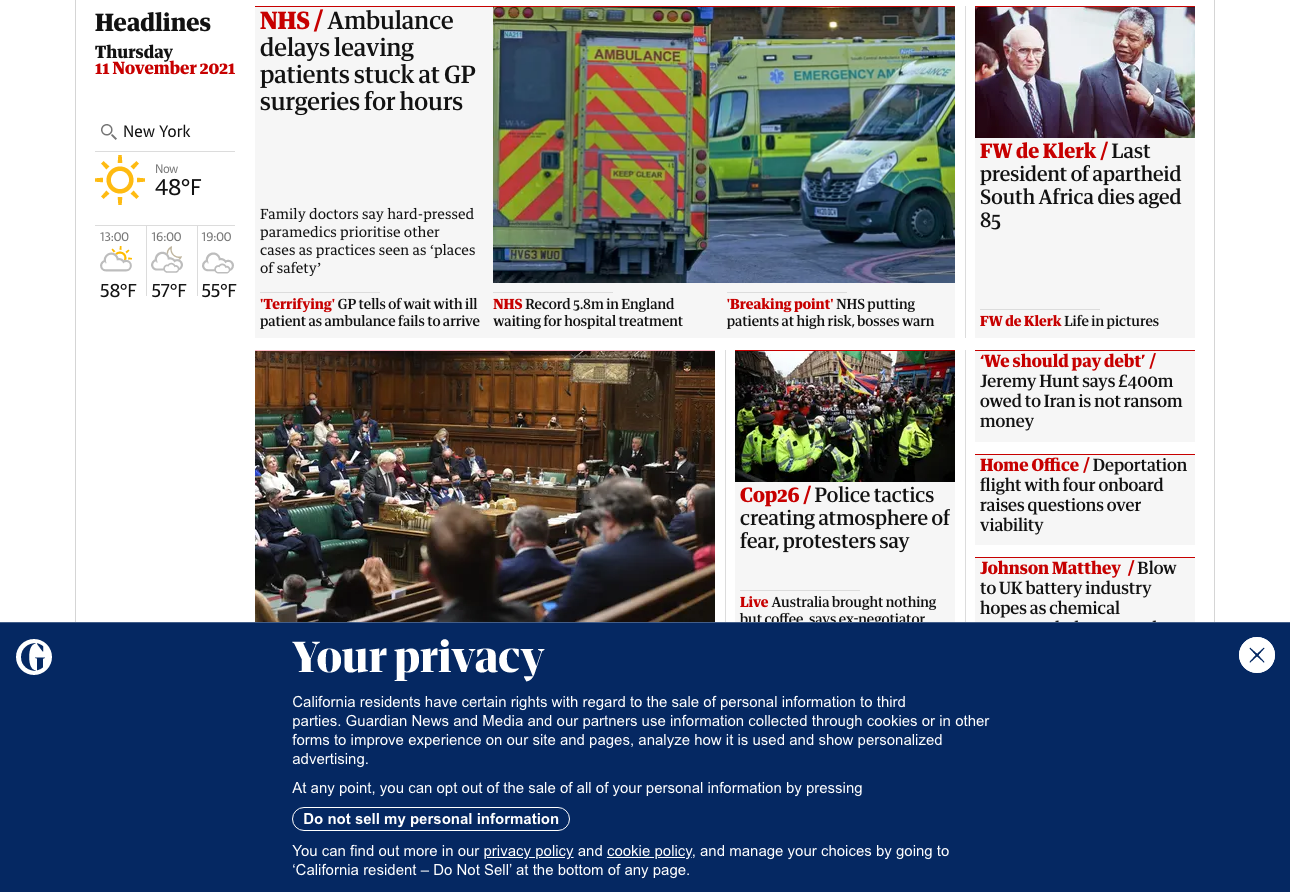 Headlines
Thursday
11 November 2021
New York
Now
48°F
13:00
16:00
19:00
58°F
57°F
55°F
NHS / Ambulance
delays leaving
patients stuck at GP
surgeries for hours
Family doctors say hard-pressed
paramedics prioritise other
cases as practices seen as ‘places
of safety’
AMBULANCE
KEEP CLEAR
HV63 WUO
EMERGENCY AMBULANCE
'Terrifying' GP tells of wait with ill
patient as ambulance fails to arrive
NHS Record 5.8m in England
waiting for hospital treatment
'Breaking point' NHS putting
patients at high risk, bosses warn
FW de Klerk / Last
president of apartheid
South Africa dies aged
85
FW de Klerk Life in pictures
Cop26 / Police tactics
creating atmosphere of
fear, protesters say
Live Australia brought nothing
but coffee, says ex-negotiator
‘We should pay debt’ /
Jeremy Hunt says £400m
owed to Iran is not ransom
money
Home Office / Deportation
flight with four onboard
raises questions over
viability
Johnson Matthey / Blow
to UK battery industry
hopes as chemical
G
Your privacy
California residents have certain rights with regard to the sale of personal information to third
parties. Guardian News and Media and our partners use information collected through cookies or in other
forms to improve experience on our site and pages, analyze how it is used and show personalized
advertising.
At any point, you can opt out of the sale of all of your personal information by pressing
Do not sell my personal information
You can find out more in our privacy policy and cookie policy, and manage your choices by going to
‘California resident – Do Not Sell’ at the bottom of any page.